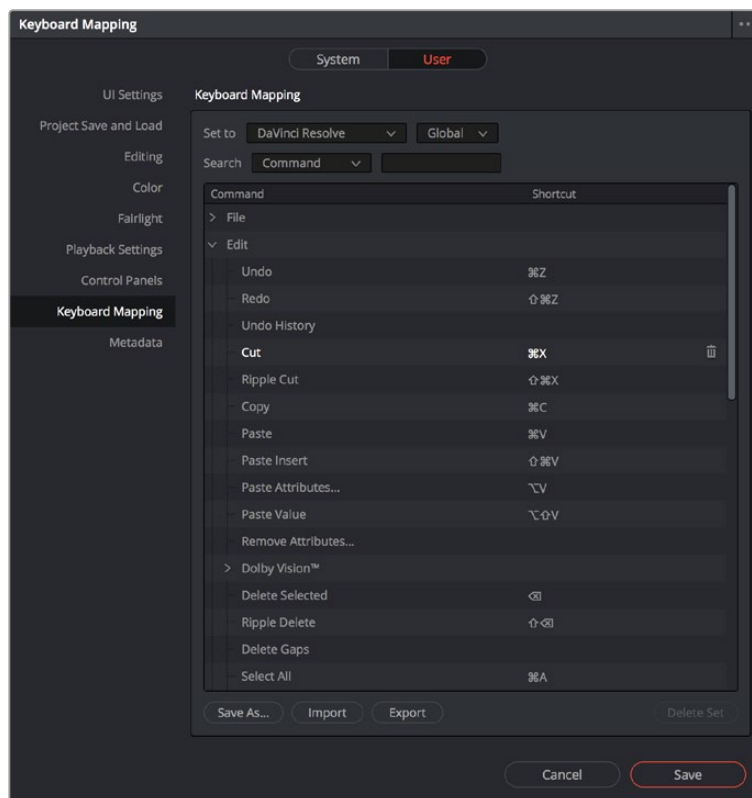 Keyboard Mapping
System User
UI Settings
Project Save and Load
Editing
Color
Fairlight
Playback Settings
Control Panels
Keyboard Mapping
Metadata
Keyboard Mapping
Set to DaVinci Resolve Global
Search Command
Command Shortcut
File
Edit
Undo ⌘Z
Redo ⇧⌘Z
Undo History
Cut ⌘X
Ripple Cut ⇧⌘X
Copy ⌘C
Paste ⌘V
Paste Insert ⇧⌘V
Paste Attributes... ⌥V
Paste Value ⌥⇧V
Remove Attributes...
Dolby Vision™
Delete Selected ⌫
Ripple Delete ⇧⌫
Delete Gaps
Select All ⌘A
Save As... Import Export Delete Set
Cancel Save